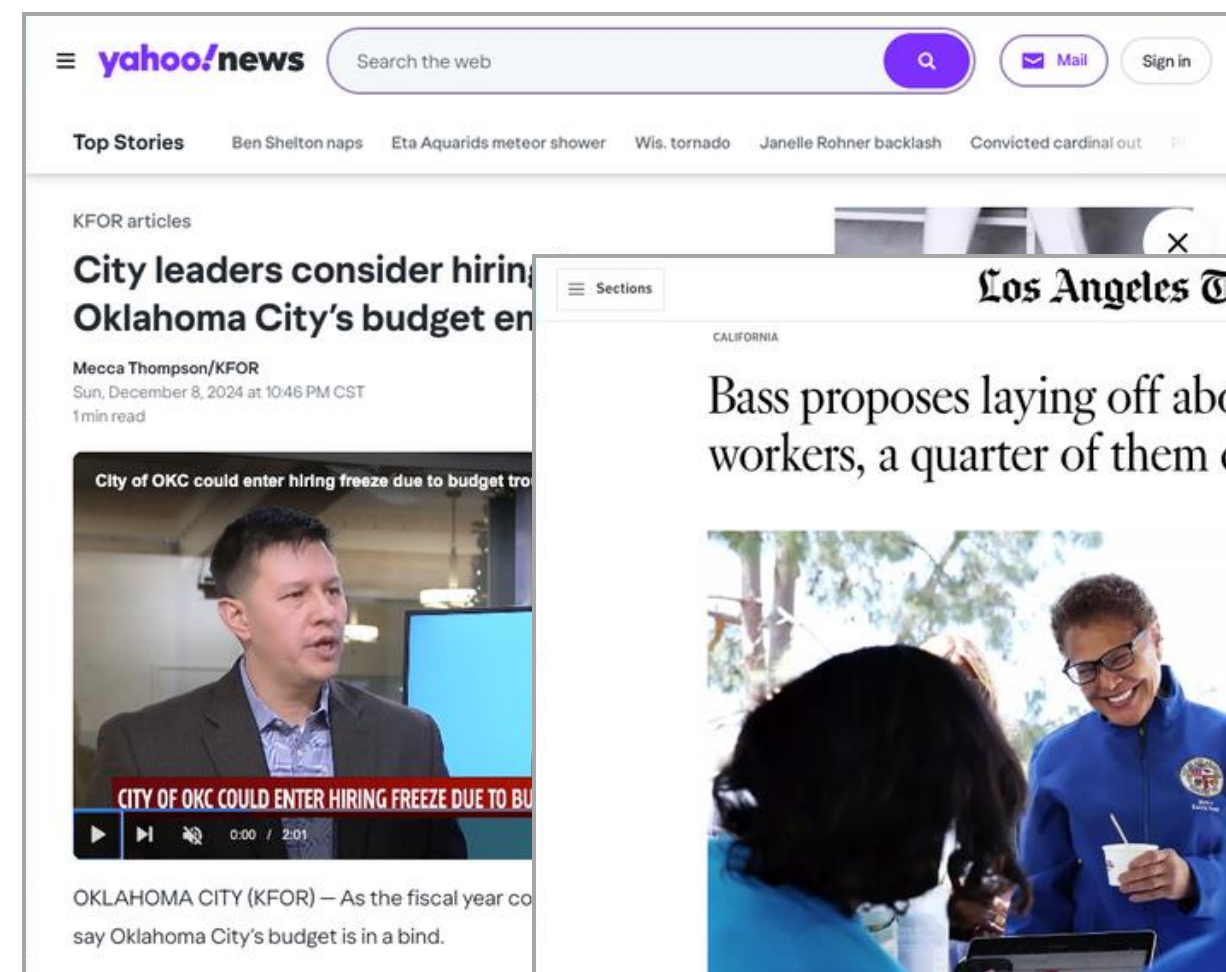 yahoo!news
Search the web
Mail
Sign in
Top Stories
Ben Shelton naps
Eta Aquarids meteor shower
Wis. tornado
Janelle Rohner backlash
Convicted cardinal out
KFOR articles
City leaders consider hiring
Oklahoma City's budget en
Mecca Thompson/KFOR
Sun, December 8, 2024 at 10:46 PM CST
1 min read
City of OKC could enter hiring freeze due to budget tro
CITY OF OKC COULD ENTER HIRING FREEZE DUE TO BU
0:00 / 2:01
OKLAHOMA CITY (KFOR) — As the fiscal year co
say Oklahoma City's budget is in a bind.
Sections
Los Angeles T
CALIFORNIA
Bass proposes laying off abo
workers, a quarter of them